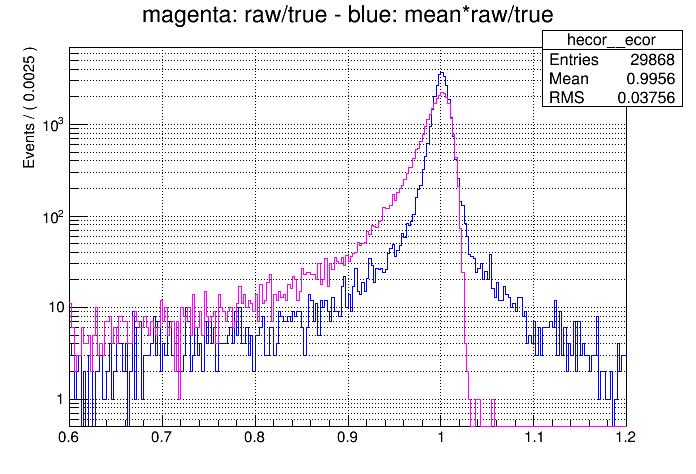 magenta: raw/true - blue: mean*raw/true
hecor__ecor
Entries 29868
Mean 0.9956
RMS 0.03756
Events / ( 0.0025 )
10³
10²
10
1
0.6 0.7 0.8 0.9 1 1.1 1.2